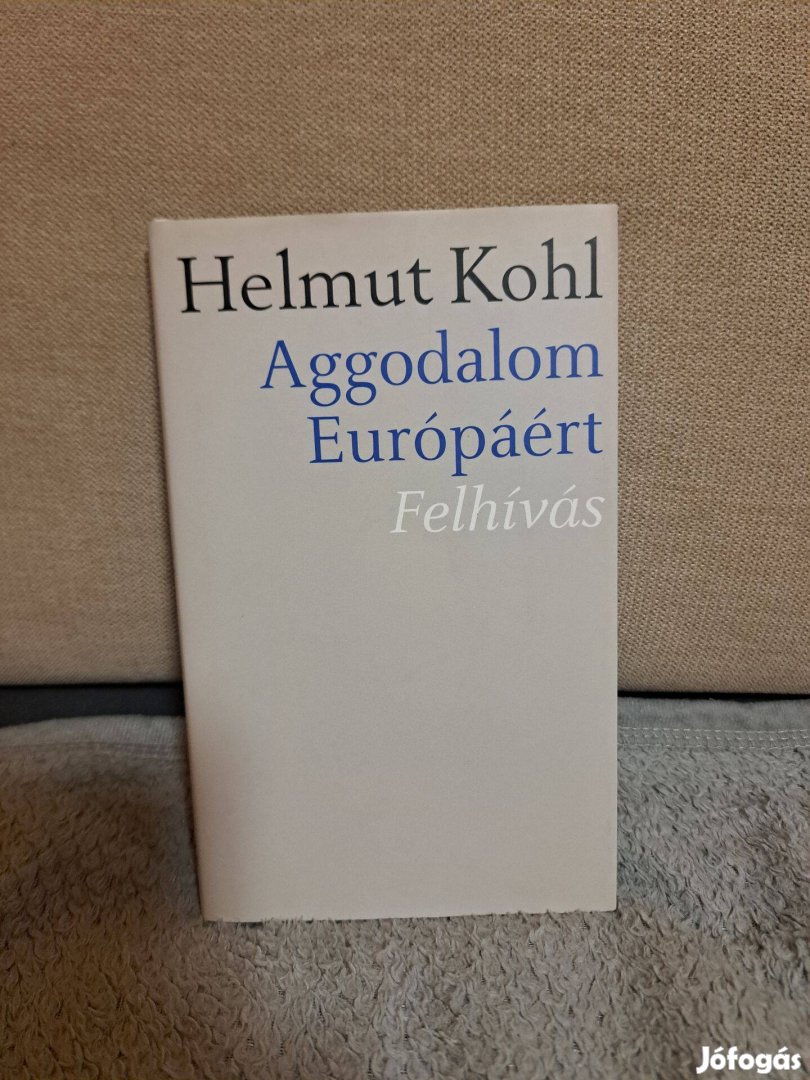 Helmut Kohl
Aggodalom
Európáért
Felhívás
Jófogás